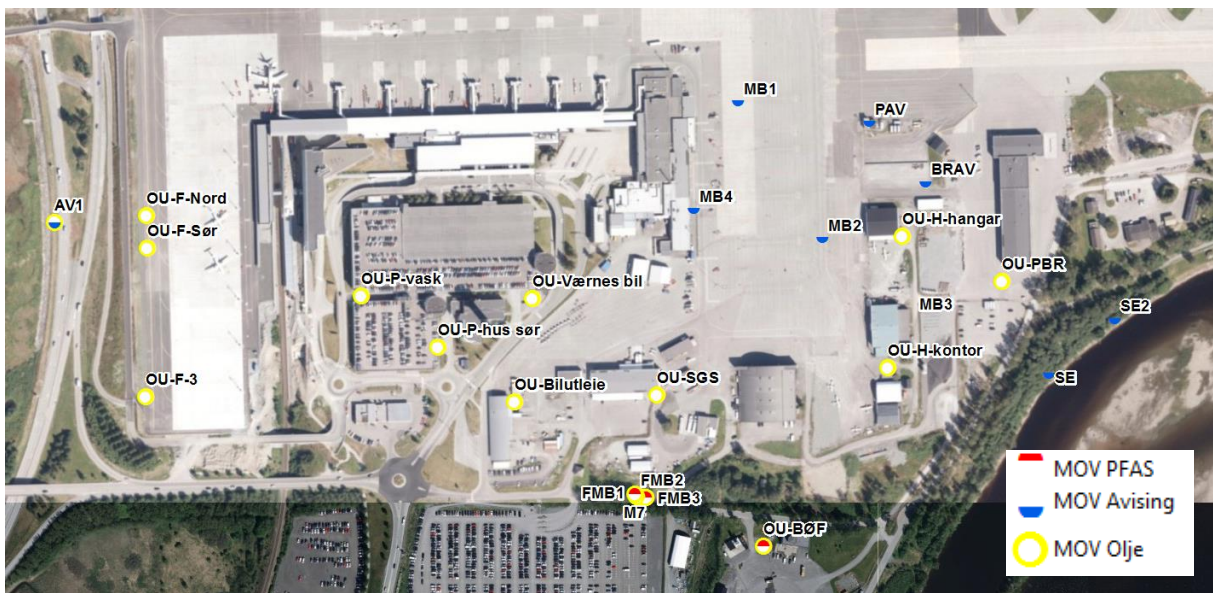 MB1
PAV
BRAV
OU-F-Nord
AV1
MB4
OU-F-Sør
MB2
OU-H-hangar
OU-P-vask
OU-Værnes bil
OU-PBR
MB3
SE2
OU-P-hus sør
OU-H-kontor
SE
OU-F-3
OU-Bilutleie
OU-SGS
FMB2
FMB1
FMB3
M7
OU-BØF
MOV PFAS
MOV Avising
MOV Olje